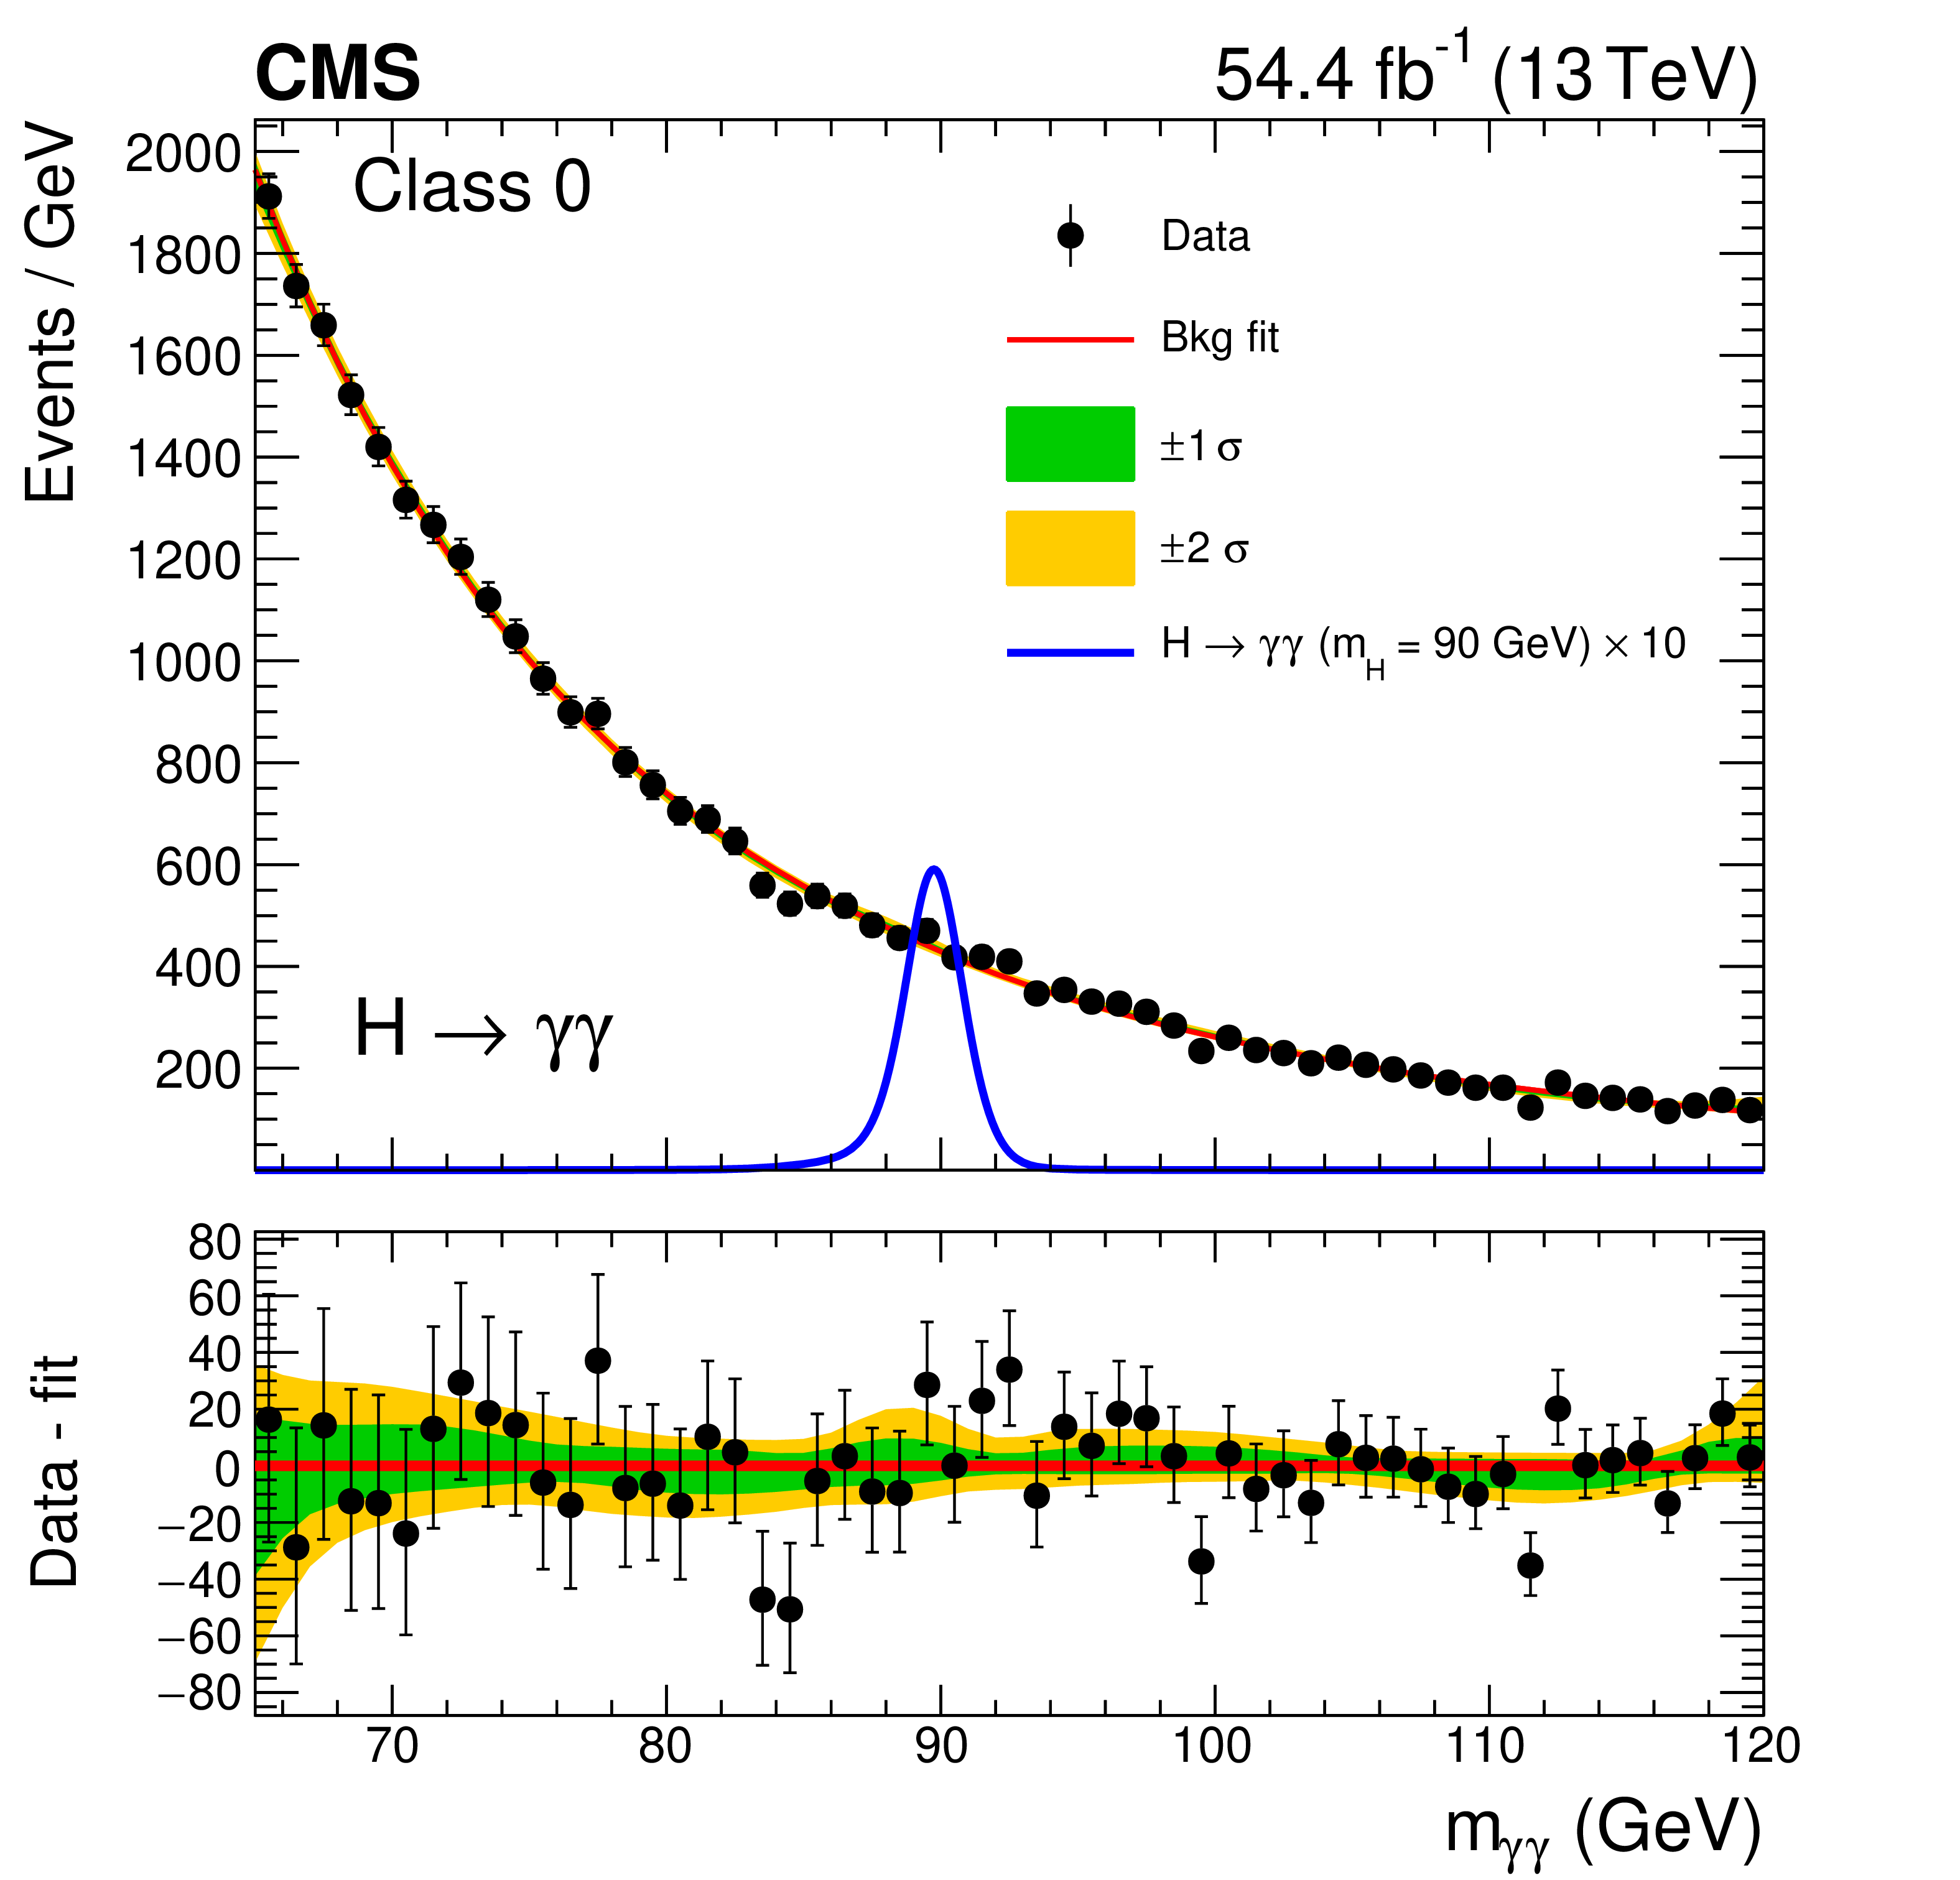 CMS
54.4 fb⁻¹ (13 TeV)
Events / GeV
2000
1800
1600
1400
1200
1000
800
600
400
200
Class 0
Data
Bkg fit
±1 σ
±2 σ
H → γγ (m_H = 90 GeV) × 10
H → γγ
Data - fit
80
60
40
20
0
−20
−40
−60
−80
70 80 90 100 110 120
m_γγ (GeV)